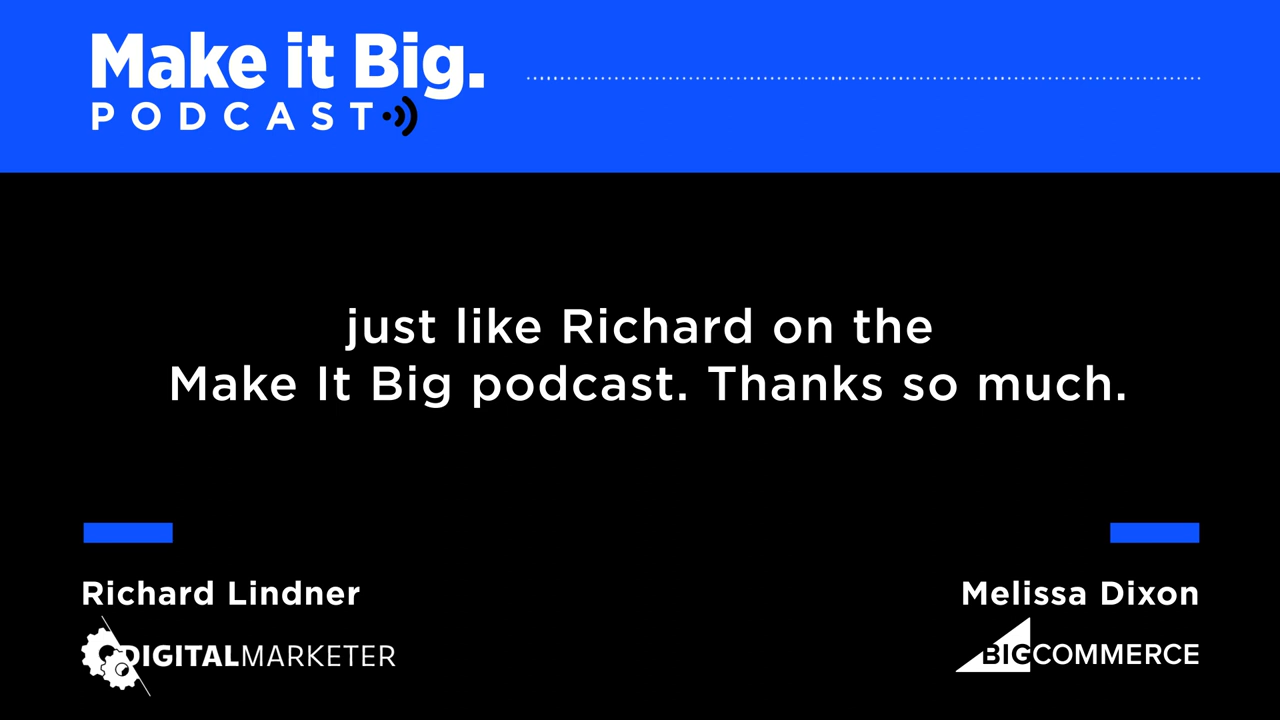 Make it Big.
PODCAST
just like Richard on the
Make It Big podcast. Thanks so much.
Richard Lindner
DIGITALMARKETER
Melissa Dixon
BIGCOMMERCE